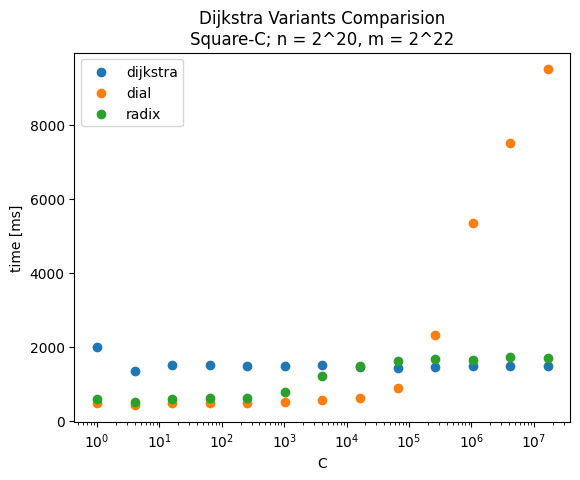 Dijkstra Variants Comparision
Square-C; n = 2^20, m = 2^22
dijkstra
dial
radix
time [ms]
8000
6000
4000
2000
0
10^0 10^1 10^2 10^3 10^4 10^5 10^6 10^7
C